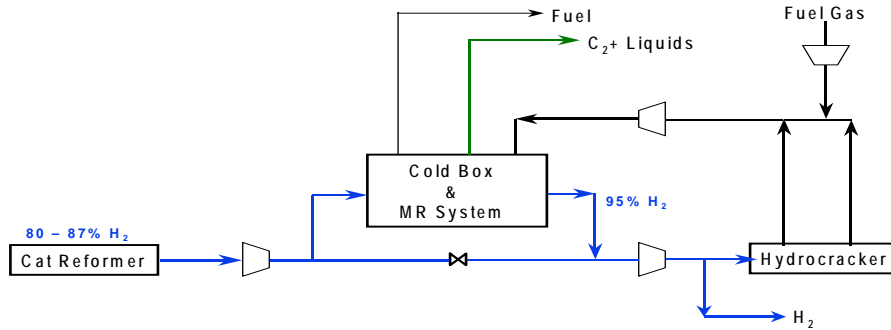 Fuel
Fuel Gas
C₂+ Liquids
Cold Box
&
MR System
95% H₂
80 – 87% H₂
Cat Reformer
Hydrocracker
H₂